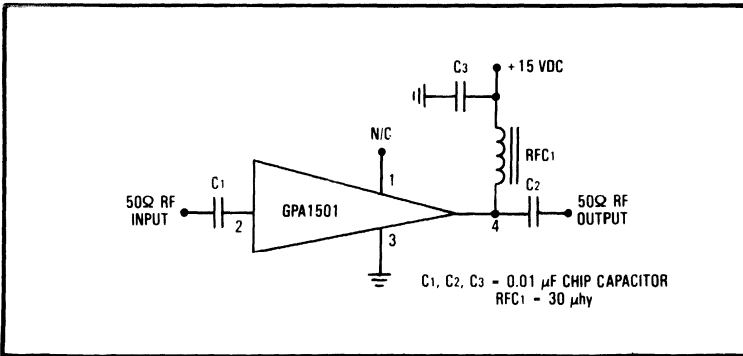 C3
+ 15 VDC
N/C
RFC1
1
C1
C2
50Ω RF
INPUT
2
GPA1501
3
4
50Ω RF
OUTPUT
C1, C2, C3 = 0.01 µF CHIP CAPACITOR
RFC1 = 30 µhy